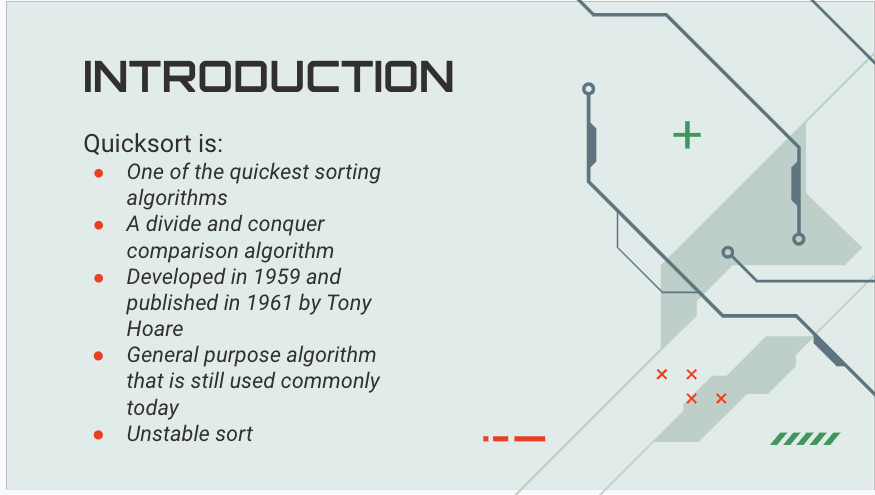 INTRODUCTION
Quicksort is:
● One of the quickest sorting
algorithms
● A divide and conquer
comparison algorithm
● Developed in 1959 and
published in 1961 by Tony
Hoare
● General purpose algorithm
that is still used commonly
today
● Unstable sort